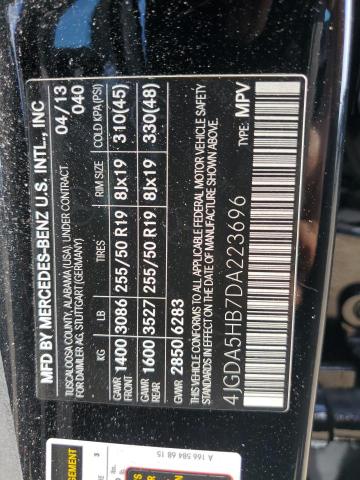 MFD BY MERCEDES-BENZ U.S. INTL., INC
TUSCALOOSA COUNTY, ALABAMA (USA), UNDER CONTRACT 04/13
FOR DAIMLER AG, STUTTGART (GERMANY) 040
KG LB TIRES RIM SIZE COLD KPA (PSI)
GAWR FRONT 1400 3086 255/50 R19 8Jx19 310(45)
GAWR REAR 1600 3527 255/50 R19 8Jx19 330(48)
GVWR 2850 6283
THIS VEHICLE CONFORMS TO ALL APPLICABLE FEDERAL MOTOR VEHICLE SAFETY
STANDARDS IN EFFECT ON THE DATE OF MANUFACTURE SHOWN ABOVE.
4JGDA5HB7DA223696 TYPE: MPV
A 166 584 68 15